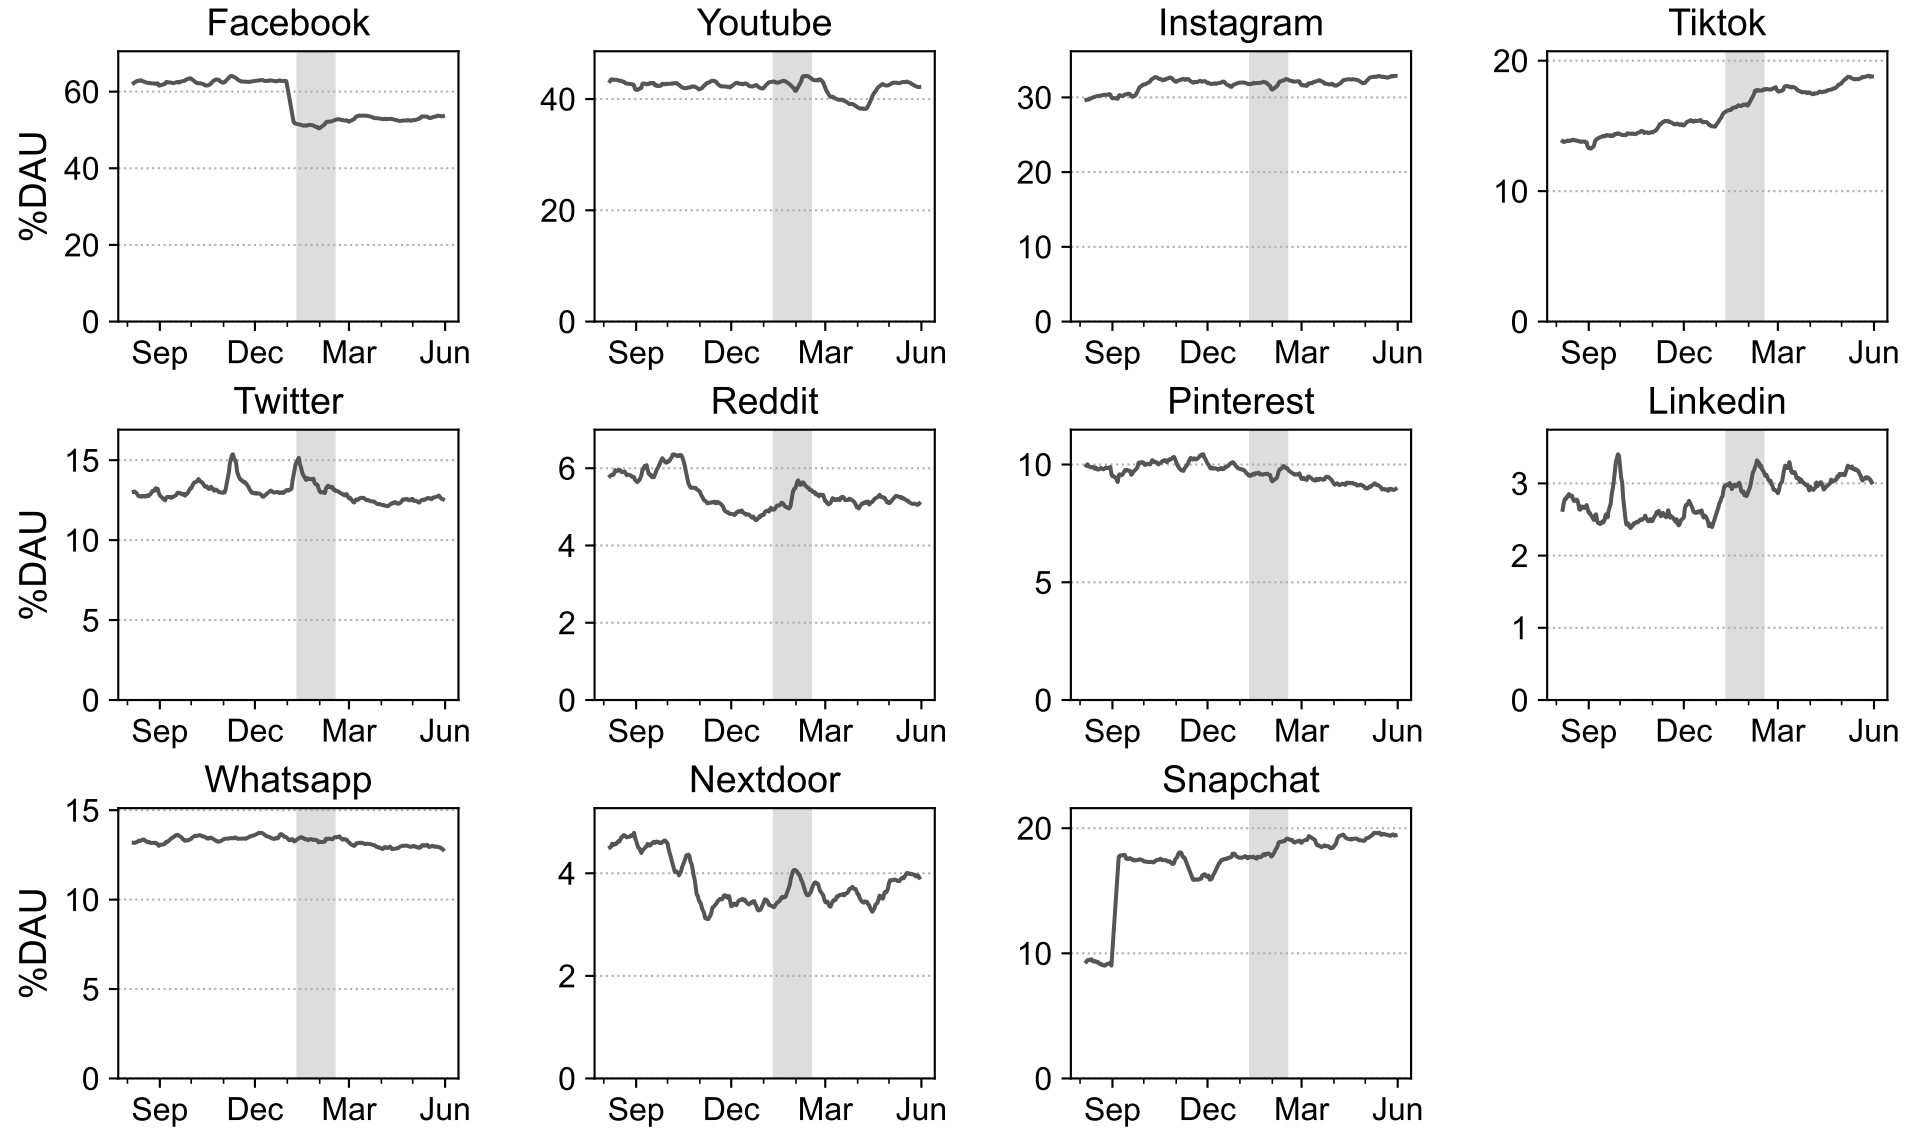 Facebook Youtube Instagram Tiktok
%DAU
60
40
20
0
Sep Dec Mar Jun
40
20
0
Sep Dec Mar Jun
30
20
10
0
Sep Dec Mar Jun
20
10
0
Sep Dec Mar Jun
Twitter Reddit Pinterest Linkedin
%DAU
15
10
5
0
Sep Dec Mar Jun
6
4
2
0
Sep Dec Mar Jun
10
5
0
Sep Dec Mar Jun
3
2
1
0
Sep Dec Mar Jun
Whatsapp Nextdoor Snapchat
%DAU
15
10
5
0
Sep Dec Mar Jun
4
2
0
Sep Dec Mar Jun
20
10
0
Sep Dec Mar Jun